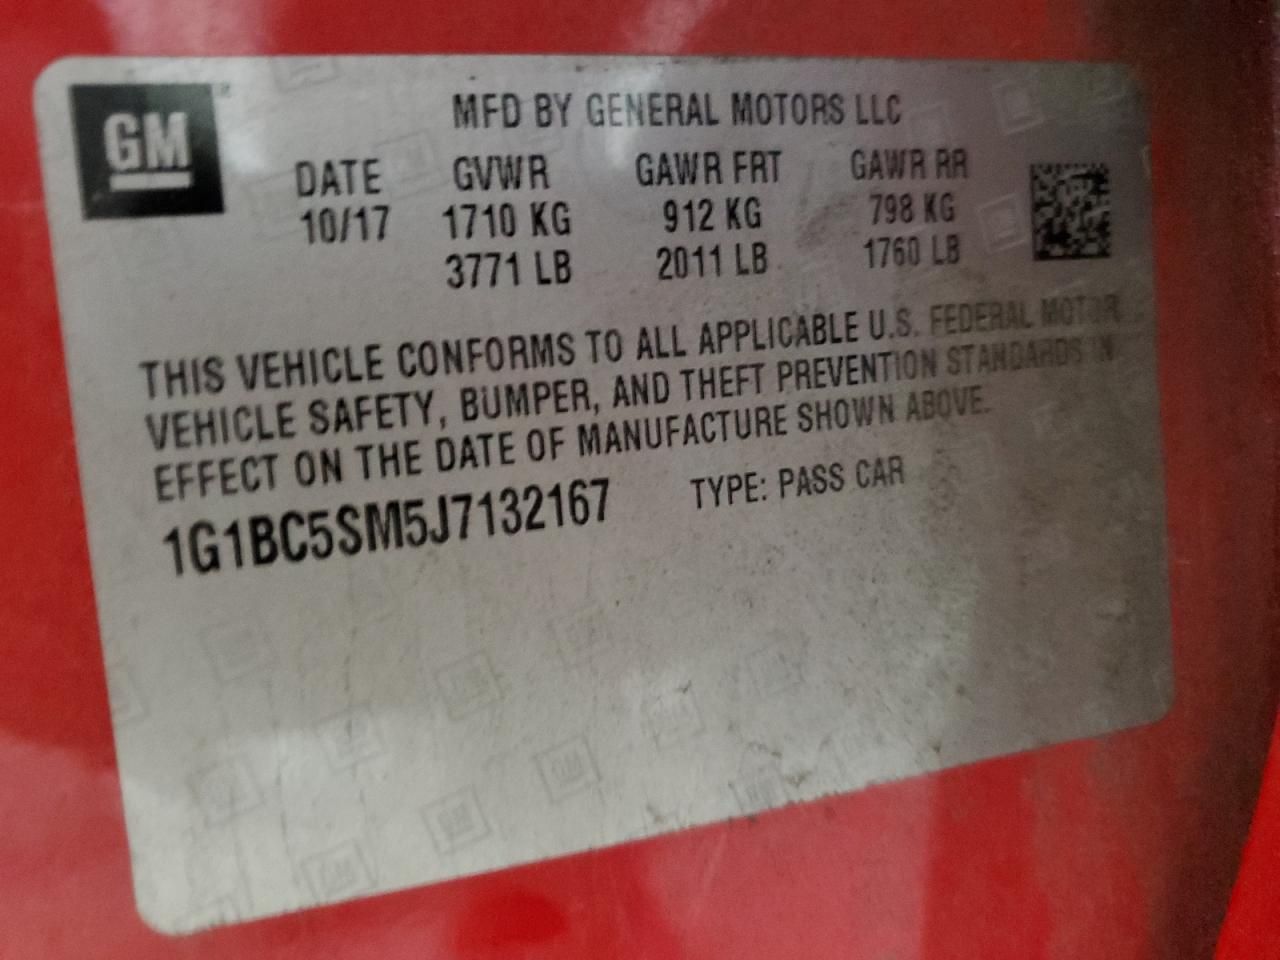 GM
MFD BY GENERAL MOTORS LLC
DATE GVWR GAWR FRT GAWR RR
10/17 1710 KG 912 KG 798 KG
3771 LB 2011 LB 1760 LB
THIS VEHICLE CONFORMS TO ALL APPLICABLE U.S. FEDERAL MOTOR
VEHICLE SAFETY, BUMPER, AND THEFT PREVENTION STANDARDS IN
EFFECT ON THE DATE OF MANUFACTURE SHOWN ABOVE.
1G1BC5SM5J7132167 TYPE: PASS CAR